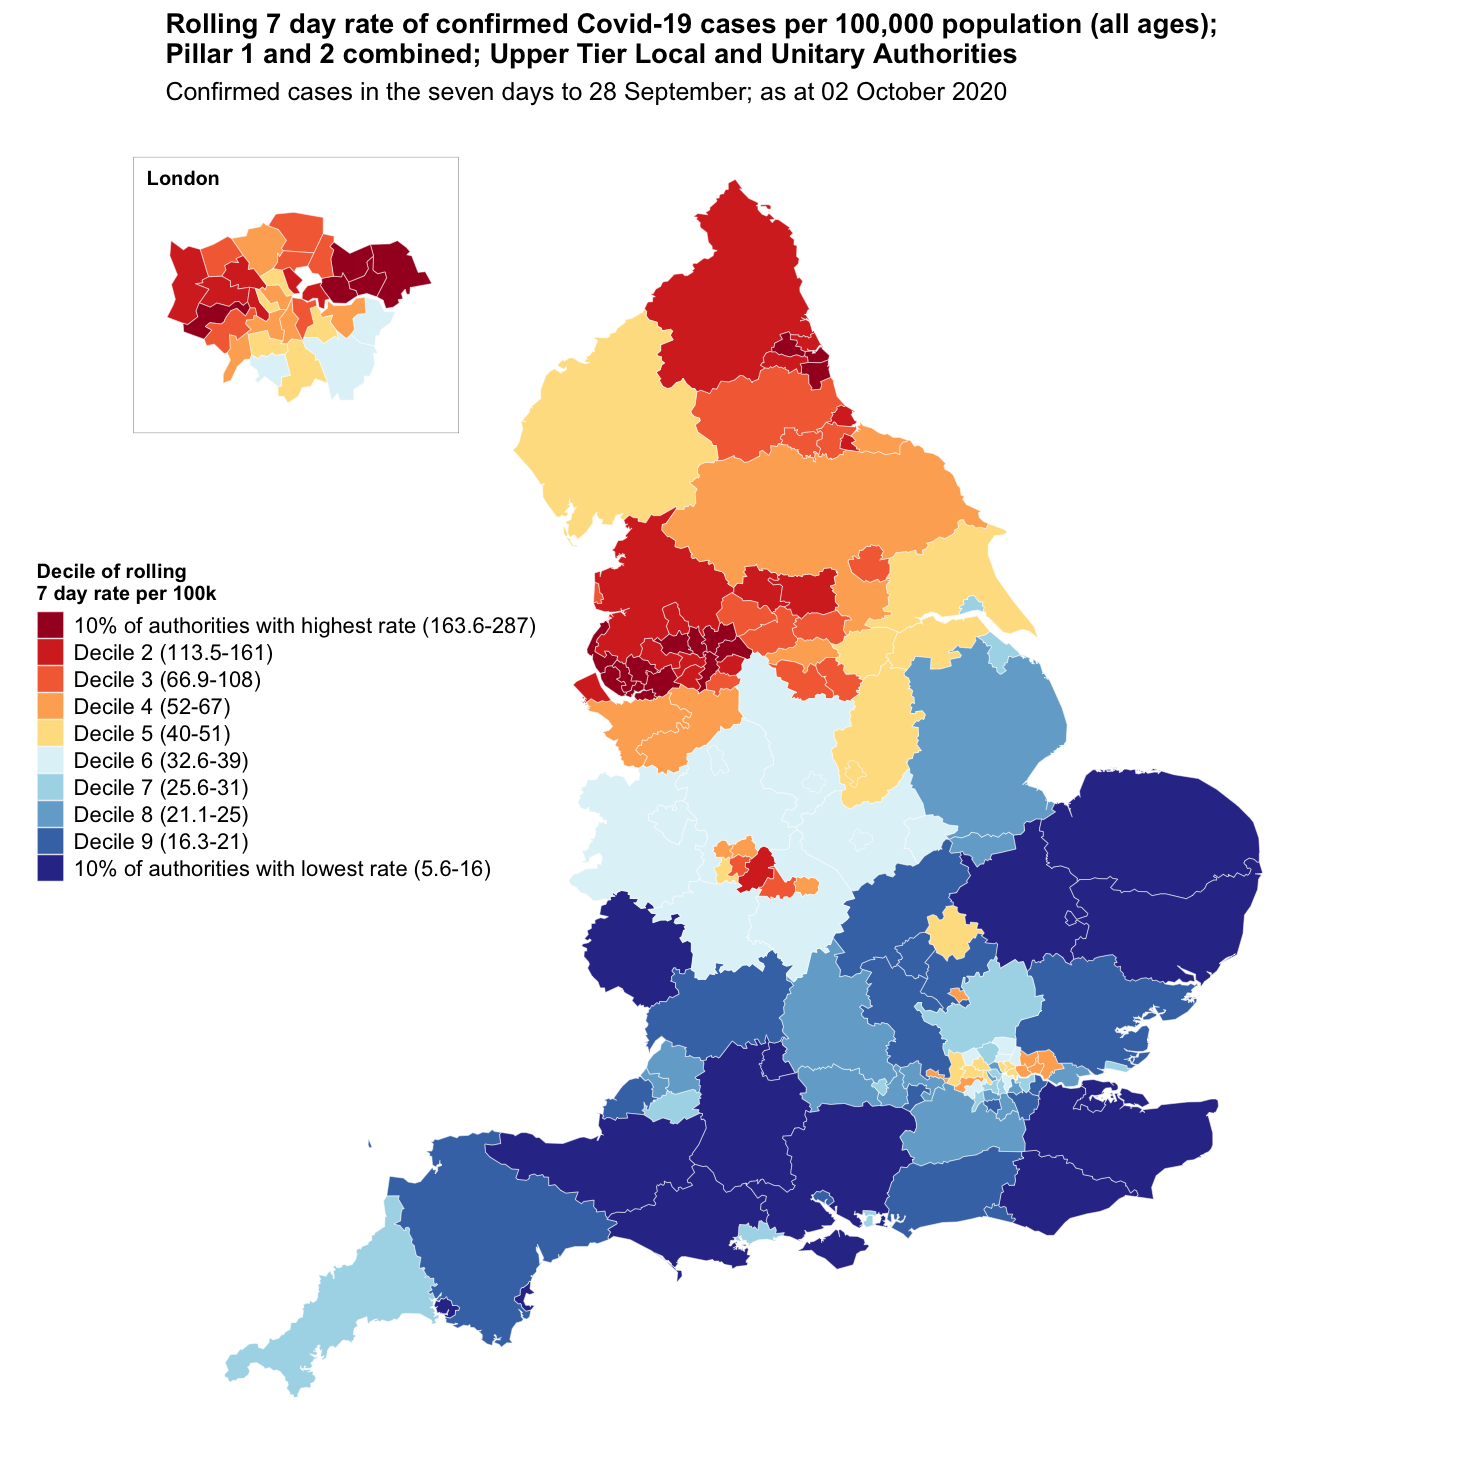 Rolling 7 day rate of confirmed Covid-19 cases per 100,000 population (all ages);
Pillar 1 and 2 combined; Upper Tier Local and Unitary Authorities
Confirmed cases in the seven days to 28 September; as at 02 October 2020
London
Decile of rolling
7 day rate per 100k
10% of authorities with highest rate (163.6-287)
Decile 2 (113.5-161)
Decile 3 (66.9-108)
Decile 4 (52-67)
Decile 5 (40-51)
Decile 6 (32.6-39)
Decile 7 (25.6-31)
Decile 8 (21.1-25)
Decile 9 (16.3-21)
10% of authorities with lowest rate (5.6-16)